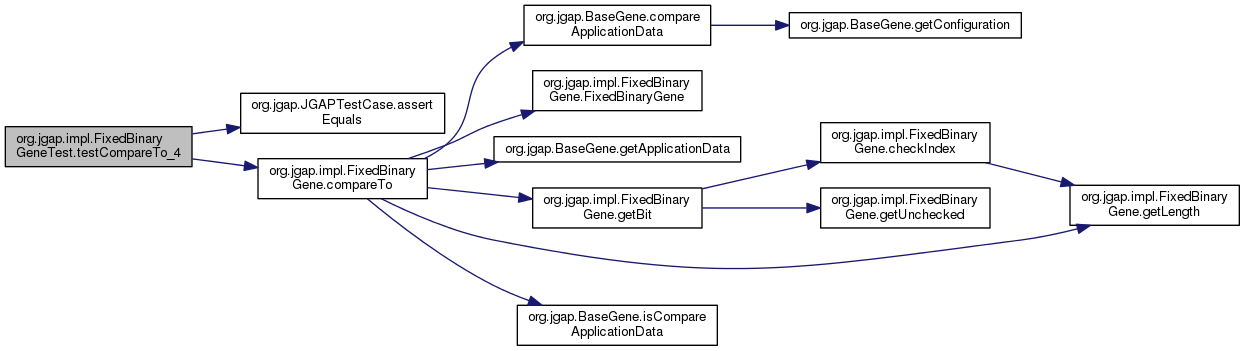 org.jgap.impl.FixedBinary
GeneTest.testCompareTo_4
org.jgap.JGAPTestCase.assert
Equals
org.jgap.impl.FixedBinary
Gene.compareTo
org.jgap.BaseGene.compare
ApplicationData
org.jgap.BaseGene.getConfiguration
org.jgap.impl.FixedBinary
Gene.FixedBinaryGene
org.jgap.BaseGene.getApplicationData
org.jgap.impl.FixedBinary
Gene.getBit
org.jgap.impl.FixedBinary
Gene.checkIndex
org.jgap.impl.FixedBinary
Gene.getUnchecked
org.jgap.impl.FixedBinary
Gene.getLength
org.jgap.BaseGene.isCompare
ApplicationData